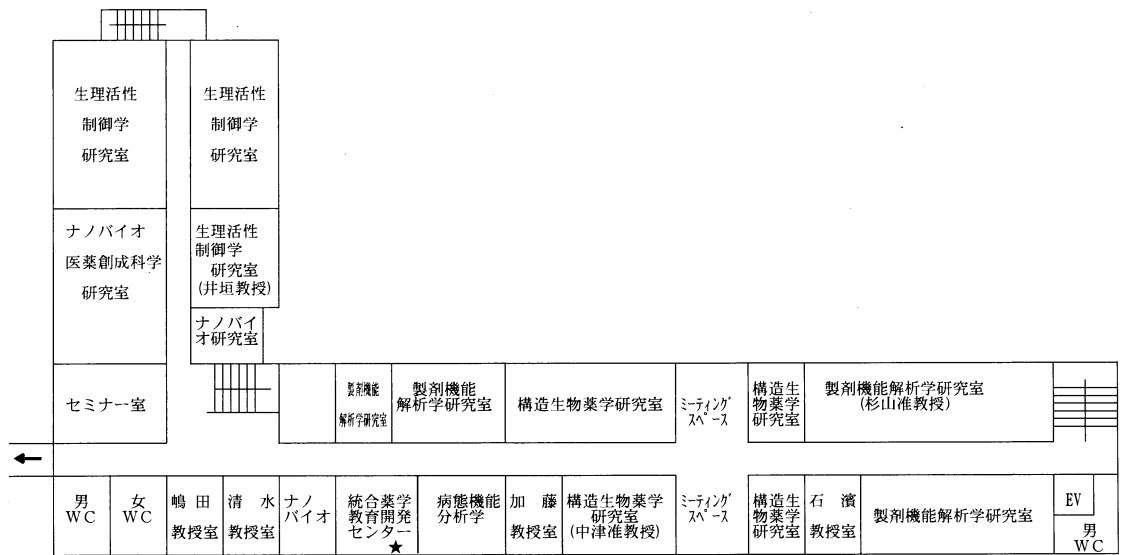 生理活性
制御学
研究室
生理活性
制御学
研究室
ナノバイオ
医薬創成科学
研究室
生理活性
制御学
研究室
(井垣教授)
ナノバイ
オ研究室
セミナー室
製剤機能
解析学研究室
製剤機能
解析学研究室
構造生物薬学研究室
ミーティング
スペース
構造生
物薬学
研究室
製剤機能解析学研究室
(杉山准教授)
男
WC
女
WC
嶋田
教授室
清水
教授室
ナノ
バイオ
統合薬学
教育開発
センター
★
病態機能
分析学
加藤
教授室
構造生物薬学
研究室
(中津准教授)
ミーティング
スペース
構造生
物薬学
研究室
石濱
教授室
製剤機能解析学研究室
EV
男
WC